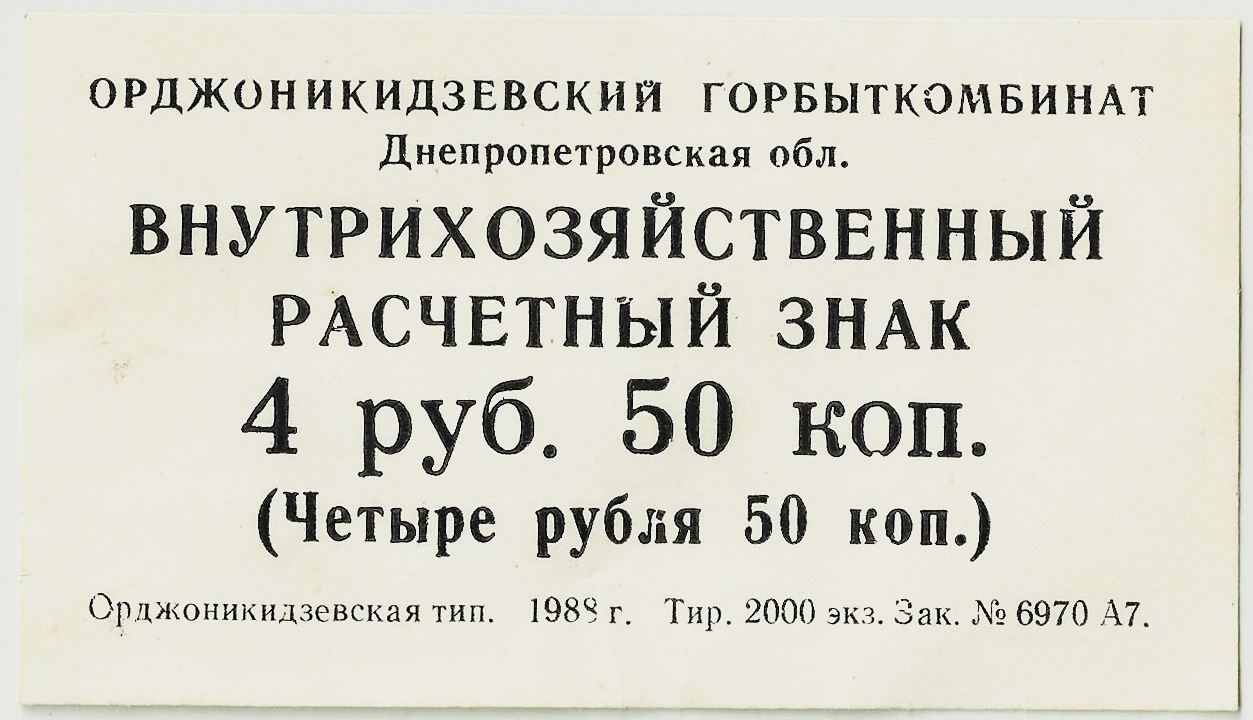 ОРДЖОНИКИДЗЕВСКИЙ ГОРБЫТКОМБИНАТ
Днепропетровская обл.
ВНУТРИХОЗЯЙСТВЕННЫЙ
РАСЧЕТНЫЙ ЗНАК
4 руб. 50 коп.
(Четыре рубля 50 коп.)
Орджоникидзевская тип. 1988 г. Тир. 2000 экз. Зак. № 6970 А7.